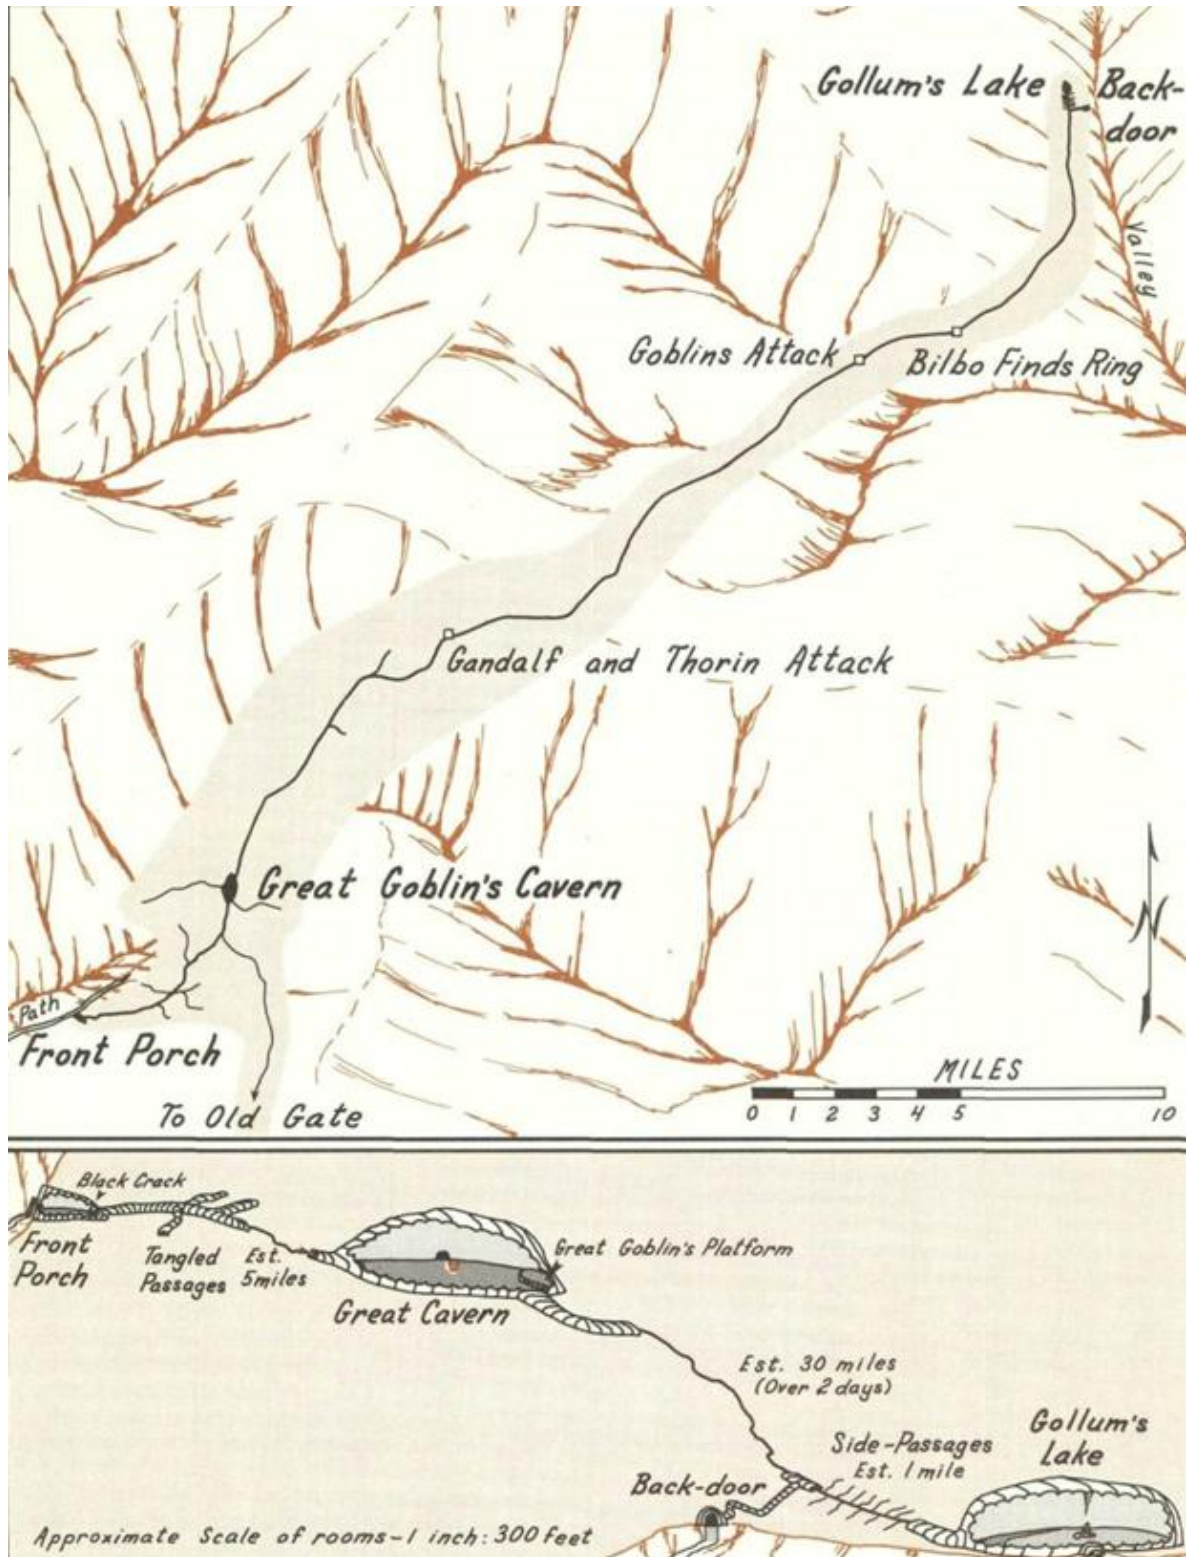 Gollum's Lake
Back-
door
Valley
Goblins Attack
Bilbo Finds Ring
Gandalf and Thorin Attack
Great Goblin's Cavern
N
Path
Front Porch
MILES
0 1 2 3 4 5 10
To Old Gate
Black Crack
Front
Porch
Tangled
Passages
Est.
5miles
Great Goblin's Platform
Great Cavern
Est. 30 miles
(Over 2 days)
Gollum's
Lake
Side-Passages
Est. 1 mile
Back-door
Approximate Scale of rooms-1 inch: 300 feet